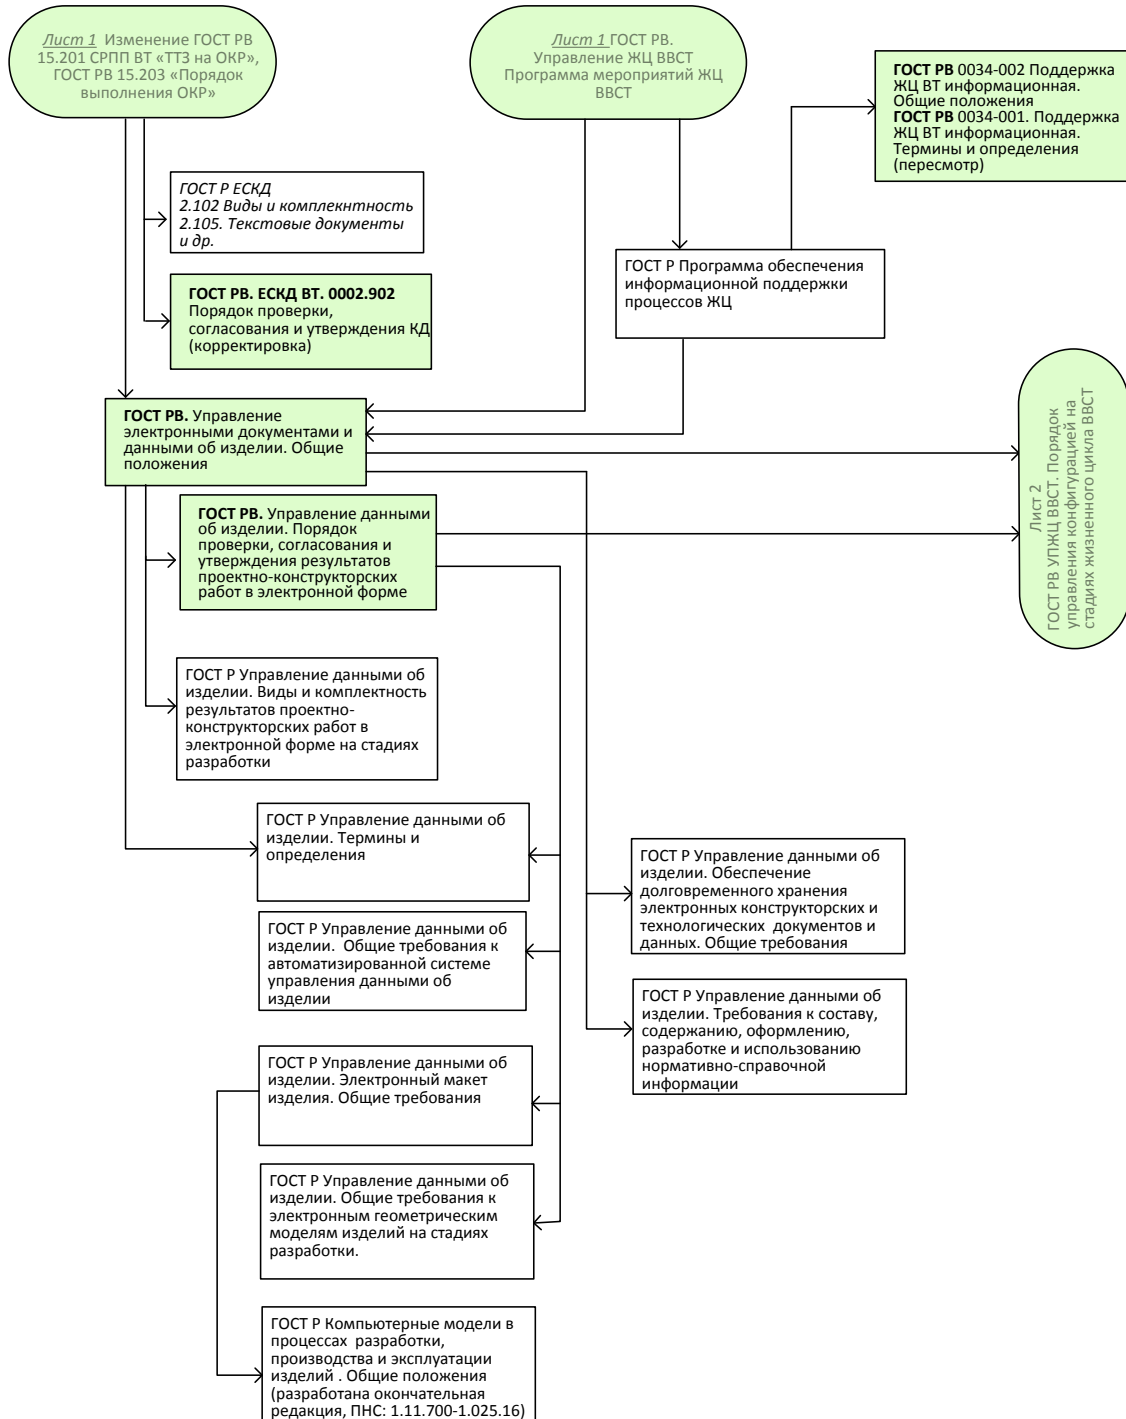 Лист 1 Изменение ГОСТ РВ
15.201 СРПП ВТ «ТТЗ на ОКР»,
ГОСТ РВ 15.203 «Порядок
выполнения ОКР»
Лист 1 ГОСТ РВ.
Управление ЖЦ ВВСТ
Программа мероприятий ЖЦ
ВВСТ
ГОСТ РВ 0034-002 Поддержка
ЖЦ ВТ информационная.
Общие положения
ГОСТ РВ 0034-001. Поддержка
ЖЦ ВТ информационная.
Термины и определения
(пересмотр)
ГОСТ Р ЕСКД
2.102 Виды и комплекнтность
2.105. Текстовые документы
и др.
ГОСТ Р Программа обеспечения
информационной поддержки
процессов ЖЦ
ГОСТ РВ. ЕСКД ВТ. 0002.902
Порядок проверки,
согласования и утверждения КД
(корректировка)
ГОСТ РВ. Управление
электронными документами и
данными об изделии. Общие
положения
Лист 2
ГОСТ РВ УПЖЦ ВВСТ. Порядок
управления конфигурацией на
стадиях жизненного цикла ВВСТ
ГОСТ РВ. Управление данными
об изделии. Порядок
проверки, согласования и
утверждения результатов
проектно-конструкторских
работ в электронной форме
ГОСТ Р Управление данными об
изделии. Виды и комплектность
результатов проектно-
конструкторских работ в
электронной форме на стадиях
разработки
ГОСТ Р Управление данными об
изделии. Термины и
определения
ГОСТ Р Управление данными об
изделии. Обеспечение
долговременного хранения
электронных конструкторских и
технологических документов и
данных. Общие требования
ГОСТ Р Управление данными об
изделии. Общие требования к
автоматизированной системе
управления данными об
изделии
ГОСТ Р Управление данными об
изделии. Требования к составу,
содержанию, оформлению,
разработке и использованию
нормативно-справочной
информации
ГОСТ Р Управление данными об
изделии. Электронный макет
изделия. Общие требования
ГОСТ Р Управление данными об
изделии. Общие требования к
электронным геометрическим
моделям изделий на стадиях
разработки.
ГОСТ Р Компьютерные модели в
процессах разработки,
производства и эксплуатации
изделий . Общие положения
(разработана окончательная
редакция, ПНС: 1.11.700-1.025.16)